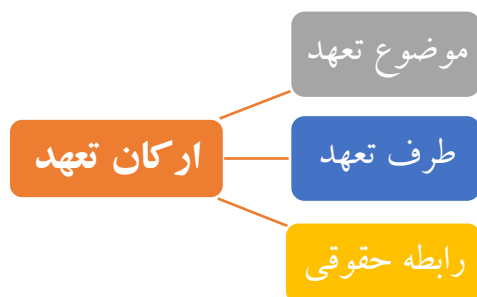 ارکان تعهد
موضوع تعهد
طرف تعهد
رابطه حقوقی